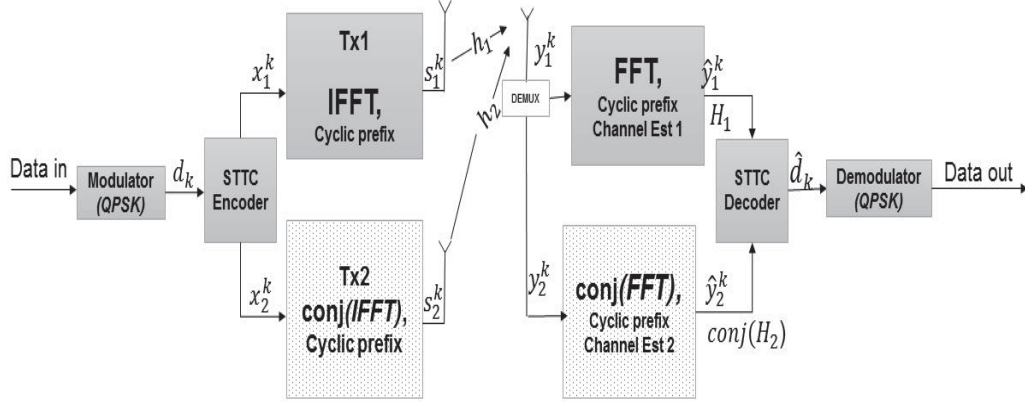 Data in
Modulator
(QPSK)
d_k
STTC
Encoder
x_1^k
x_2^k
Tx1
IFFT,
Cyclic prefix
s_1^k
h_1
Tx2
conj(IFFT),
Cyclic prefix
s_2^k
h_2
y_1^k
DEMUX
y_2^k
FFT,
Cyclic prefix
Channel Est 1
ŷ_1^k
H_1
conj(FFT),
Cyclic prefix
Channel Est 2
ŷ_2^k
conj(H_2)
STTC
Decoder
d̂_k
Demodulator
(QPSK)
Data out